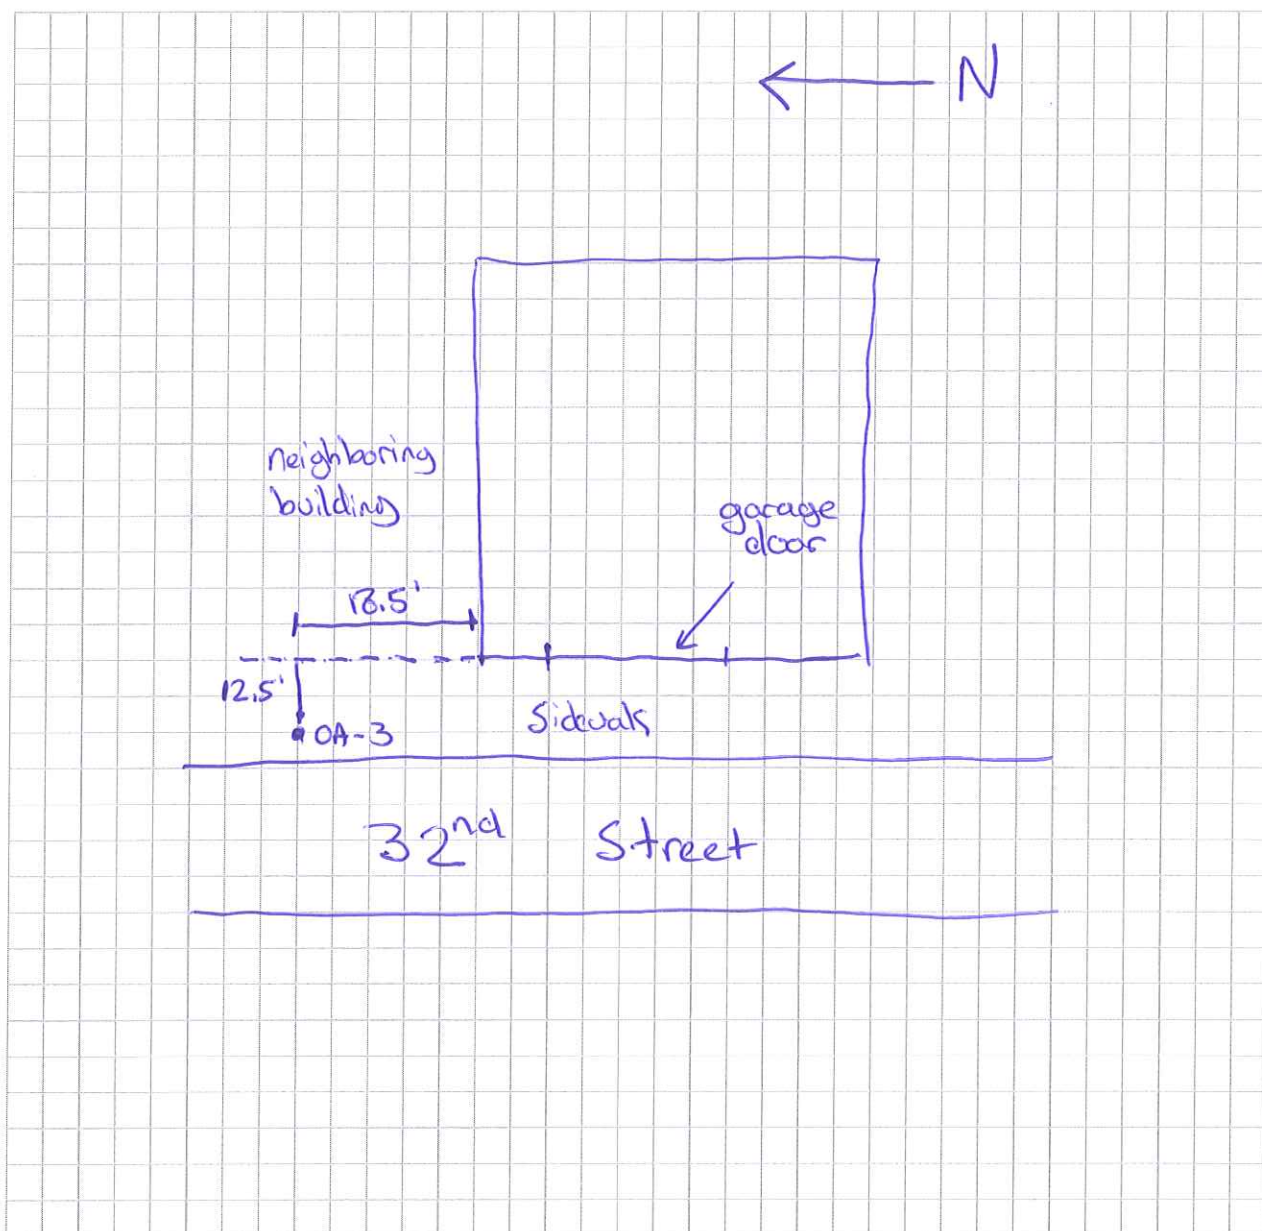 N
neighboring
building
garage
door
18.5'
12.5'
OA-3
Sidewalk
32nd Street